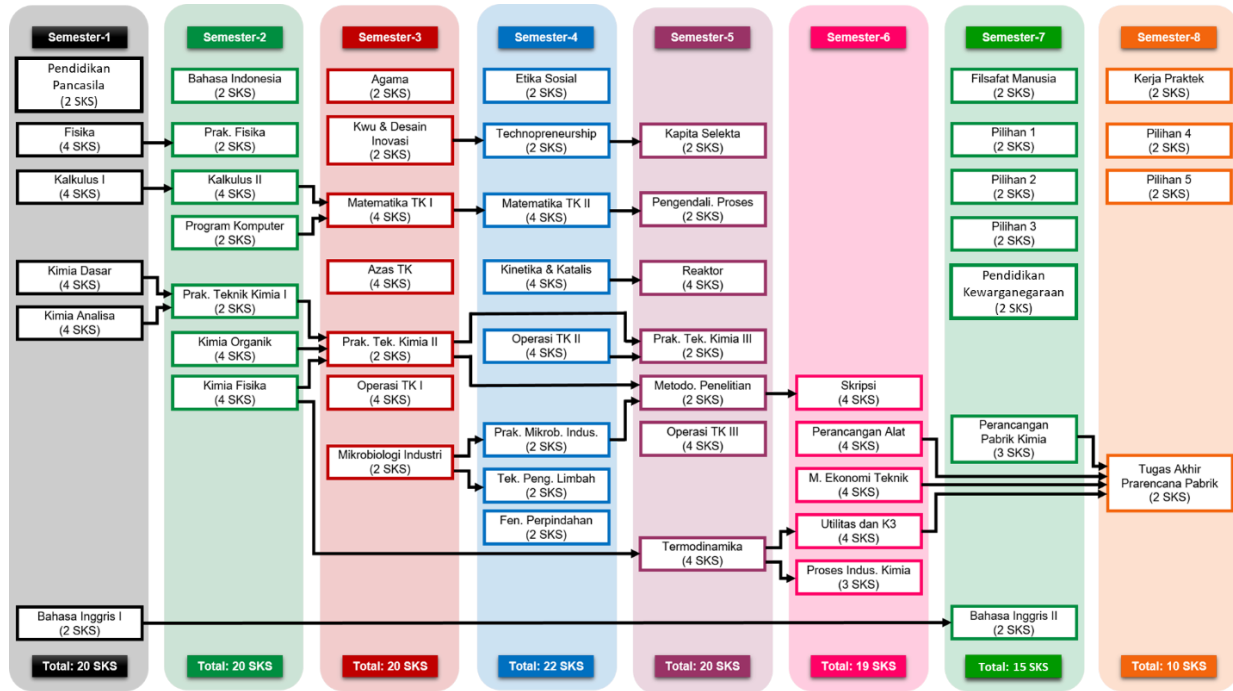 Semester-1
Pendidikan
Pancasila
(2 SKS)
Fisika
(4 SKS)
Kalkulus I
(4 SKS)
Kimia Dasar
(4 SKS)
Kimia Analisa
(4 SKS)
Bahasa Inggris I
(2 SKS)
Total: 20 SKS
Semester-2
Bahasa Indonesia
(2 SKS)
Prak. Fisika
(2 SKS)
Kalkulus II
(4 SKS)
Program Komputer
(2 SKS)
Prak. Teknik Kimia I
(2 SKS)
Kimia Organik
(4 SKS)
Kimia Fisika
(4 SKS)
Total: 20 SKS
Semester-3
Agama
(2 SKS)
Kwu & Desain
Inovasi
(2 SKS)
Matematika TK I
(4 SKS)
Azas TK
(4 SKS)
Prak. Tek. Kimia II
(2 SKS)
Operasi TK I
(4 SKS)
Mikrobiologi Industri
(2 SKS)
Total: 20 SKS
Semester-4
Etika Sosial
(2 SKS)
Technopreneurship
(2 SKS)
Matematika TK II
(4 SKS)
Kinetika & Katalis
(4 SKS)
Operasi TK II
(4 SKS)
Prak. Mikrob. Indus.
(2 SKS)
Tek. Peng. Limbah
(2 SKS)
Fen. Perpindahan
(2 SKS)
Total: 22 SKS
Semester-5
Kapita Selekta
(2 SKS)
Pengendali. Proses
(2 SKS)
Reaktor
(4 SKS)
Prak. Tek. Kimia III
(2 SKS)
Metodo. Penelitian
(2 SKS)
Operasi TK III
(4 SKS)
Termodinamika
(4 SKS)
Total: 20 SKS
Semester-6
Skripsi
(4 SKS)
Perancangan Alat
(4 SKS)
M. Ekonomi Teknik
(4 SKS)
Utilitas dan K3
(4 SKS)
Proses Indus. Kimia
(3 SKS)
Total: 19 SKS
Semester-7
Filsafat Manusia
(2 SKS)
Pilihan 1
(2 SKS)
Pilihan 2
(2 SKS)
Pilihan 3
(2 SKS)
Pendidikan
Kewarganegaraan
(2 SKS)
Perancangan
Pabrik Kimia
(3 SKS)
Bahasa Inggris II
(2 SKS)
Total: 15 SKS
Semester-8
Kerja Praktek
(2 SKS)
Pilihan 4
(2 SKS)
Pilihan 5
(2 SKS)
Tugas Akhir
Prarencana Pabrik
(2 SKS)
Total: 10 SKS